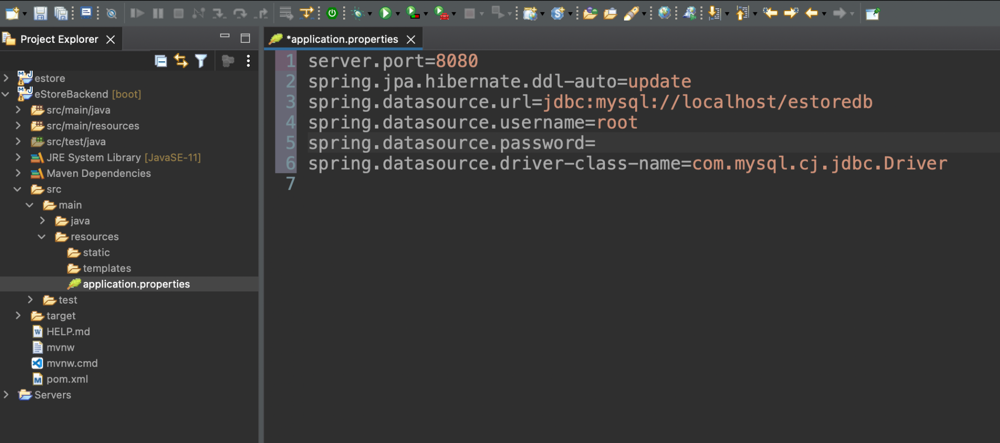 Project Explorer
*application.properties
estore
eStoreBackend [boot]
src/main/java
src/main/resources
src/test/java
JRE System Library [JavaSE-11]
Maven Dependencies
src
main
java
resources
static
templates
application.properties
test
target
HELP.md
mvnw
mvnw.cmd
pom.xml
Servers
1 server.port=8080
2 spring.jpa.hibernate.ddl-auto=update
3 spring.datasource.url=jdbc:mysql://localhost/estoredb
4 spring.datasource.username=root
5 spring.datasource.password=
6 spring.datasource.driver-class-name=com.mysql.cj.jdbc.Driver
7